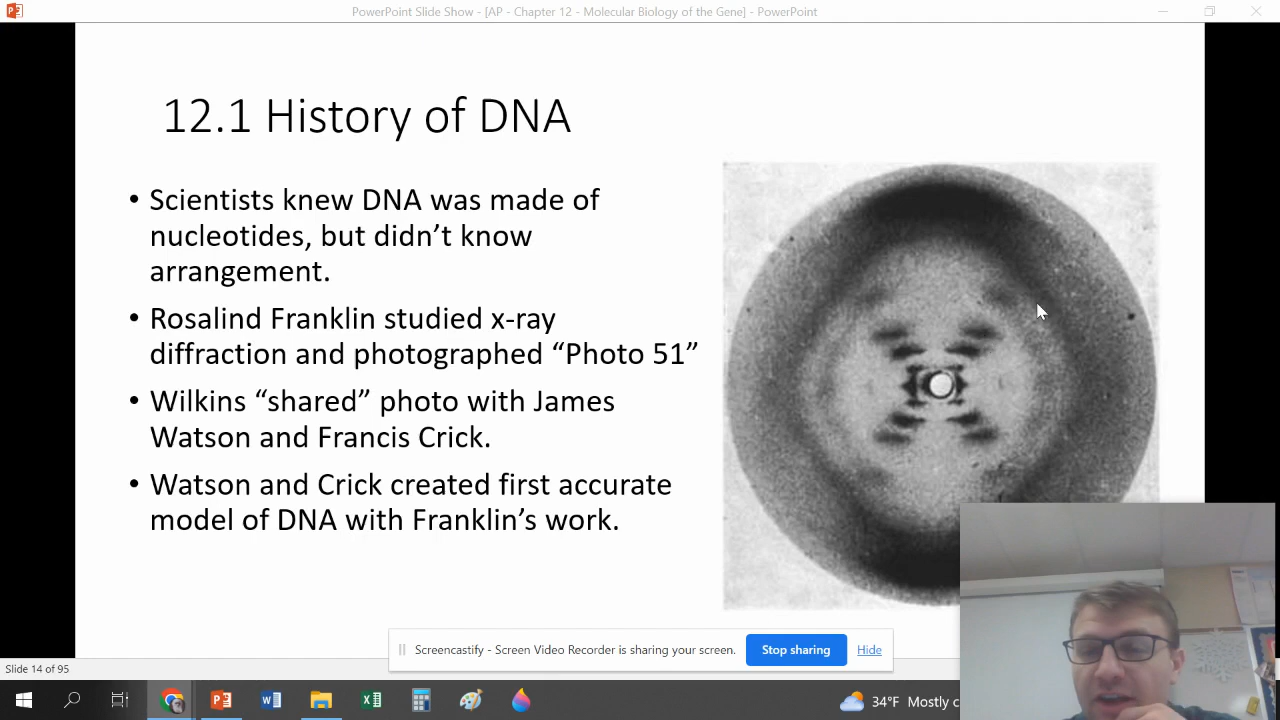 PowerPoint Slide Show - [AP - Chapter 12 - Molecular Biology of the Gene] - PowerPoint
12.1 History of DNA
• Scientists knew DNA was made of
nucleotides, but didn’t know
arrangement.
• Rosalind Franklin studied x-ray
diffraction and photographed “Photo 51”
• Wilkins “shared” photo with James
Watson and Francis Crick.
• Watson and Crick created first accurate
model of DNA with Franklin’s work.
Screencastify - Screen Video Recorder is sharing your screen.
Stop sharing
Hide
Slide 14 of 95
34°F Mostly c